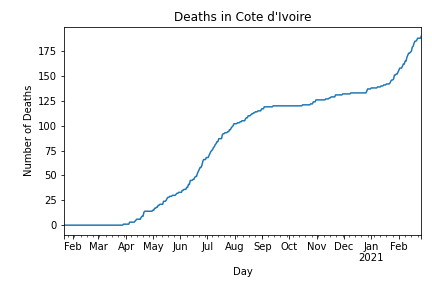 Deaths in Cote d'Ivoire
Number of Deaths
175
150
125
100
75
50
25
0
Feb Mar Apr May Jun Jul Aug Sep Oct Nov Dec Jan Feb
2021
Day